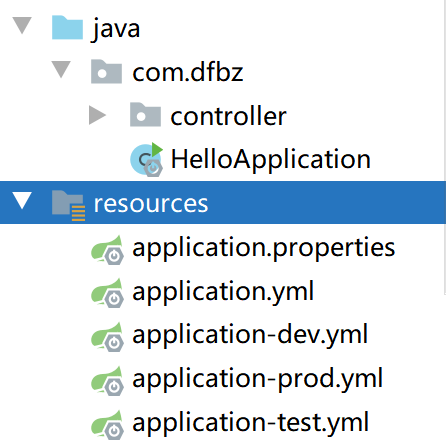 java
com.dfbz
controller
HelloApplication
resources
application.properties
application.yml
application-dev.yml
application-prod.yml
application-test.yml